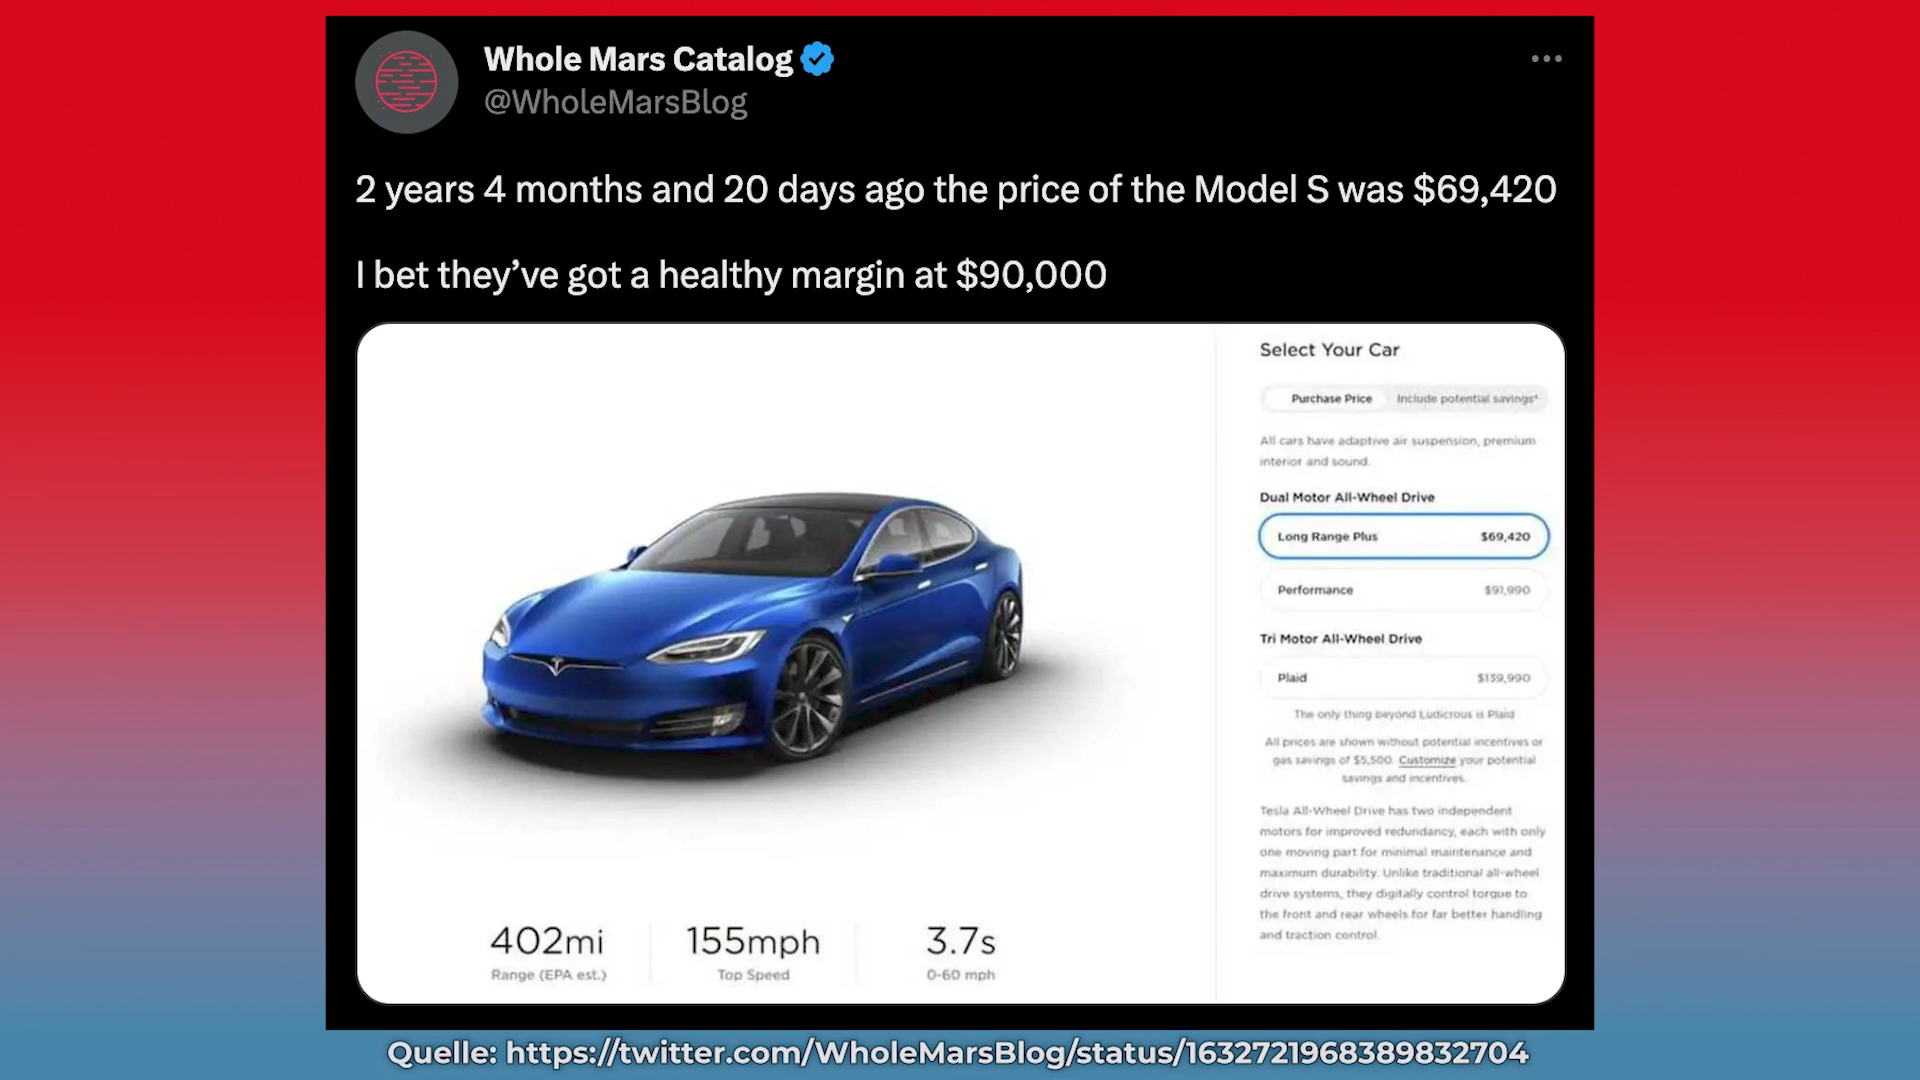 Whole Mars Catalog
@WholeMarsBlog
2 years 4 months and 20 days ago the price of the Model S was $69,420
I bet they’ve got a healthy margin at $90,000
Select Your Car
Purchase Price Include potential savings*
All cars have adaptive air suspension, premium
interior and sound.
Dual Motor All-Wheel Drive
Long Range Plus $69,420
Performance $91,990
Tri Motor All-Wheel Drive
Plaid $139,990
The only thing beyond Ludicrous is Plaid
All prices are shown without potential incentives or
gas savings of $5,500. Customize your potential
savings and incentives.
Tesla All-Wheel Drive has two independent
motors for improved redundancy, each with only
one moving part for minimal maintenance and
maximum durability. Unlike traditional all-wheel
drive systems, they digitally control torque to
the front and rear wheels for far better handling
and traction control.
402mi 155mph 3.7s
Range (EPA est.) Top Speed 0-60 mph
Quelle: https://twitter.com/WholeMarsBlog/status/1632721968389832704